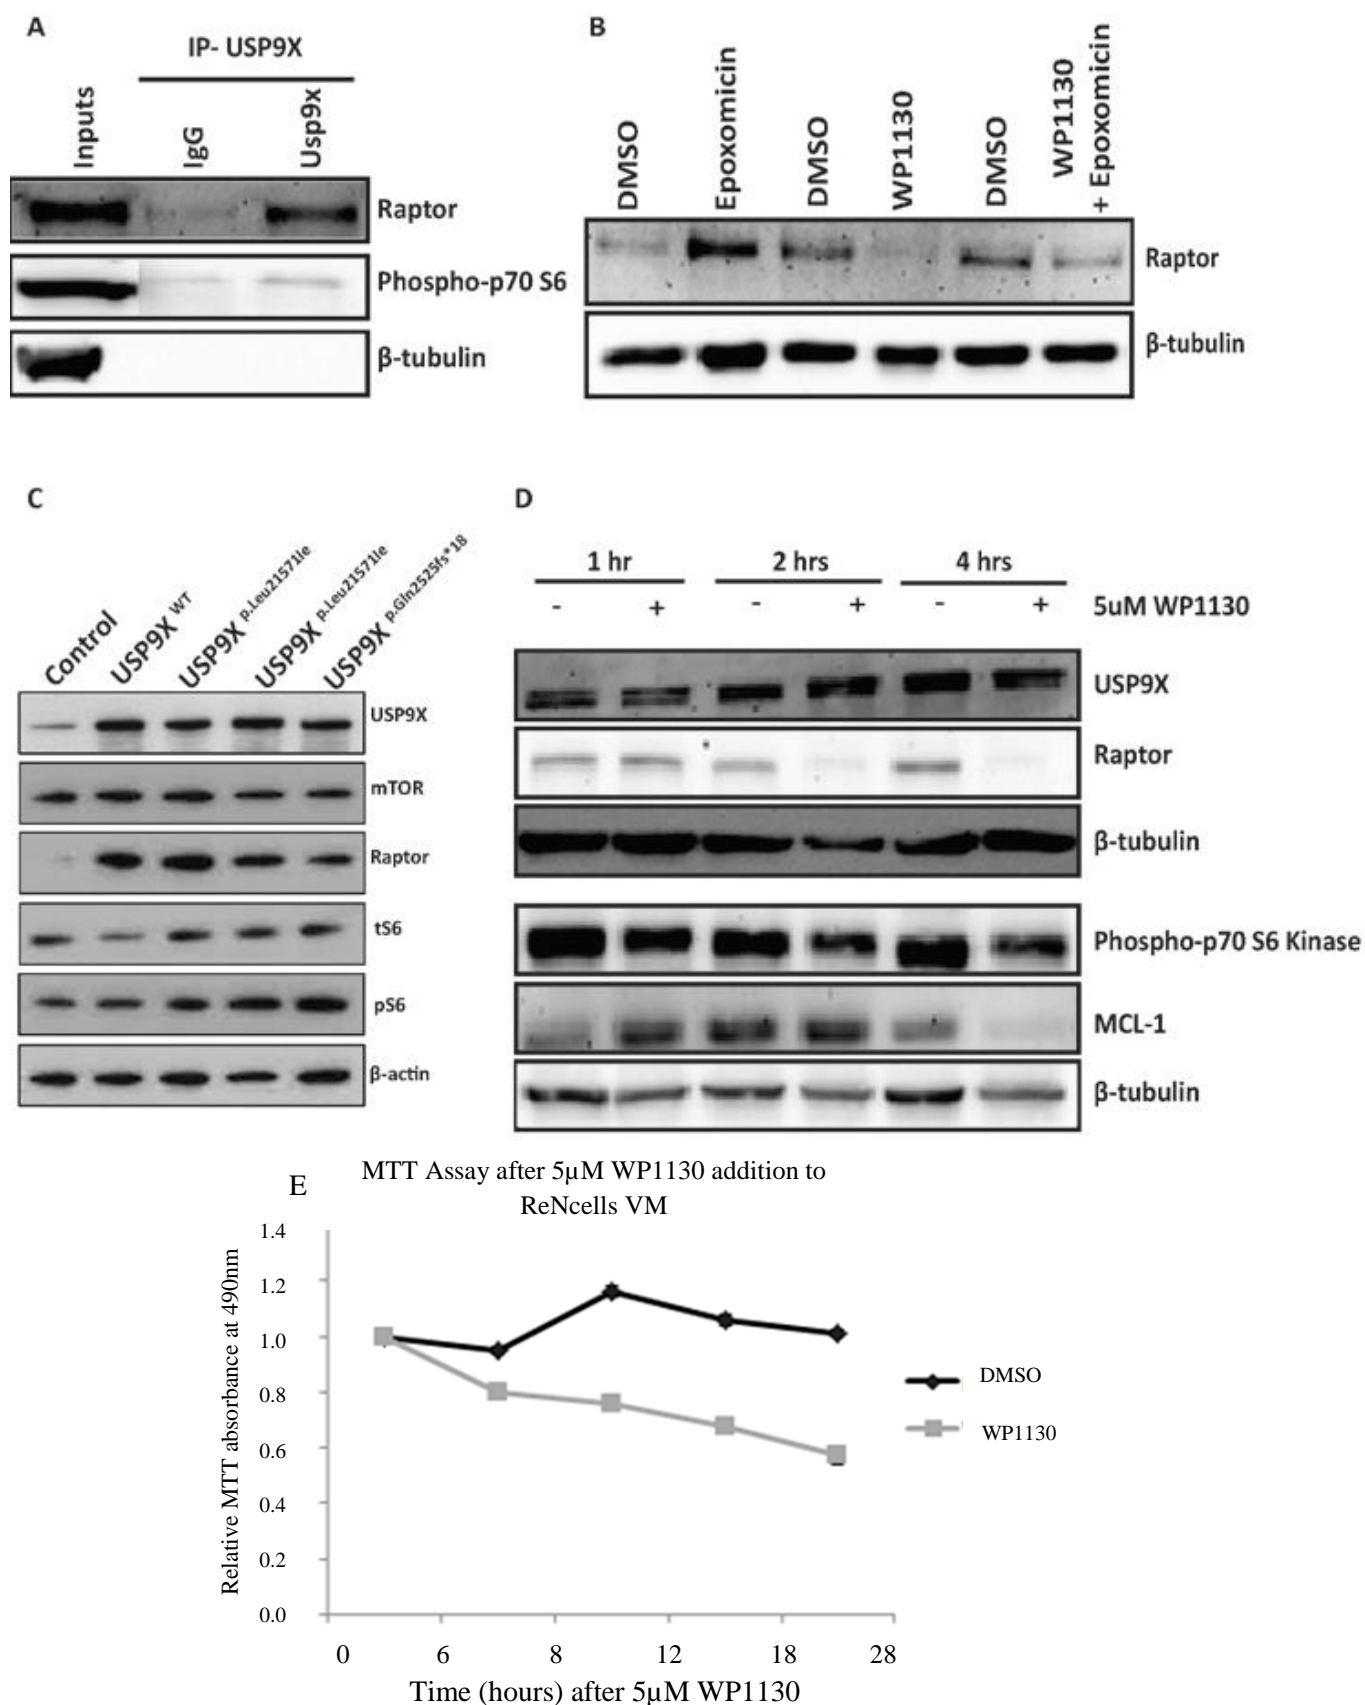 A
IP- USP9X
Inputs
IgG
Usp9x
Raptor
Phospho-p70 S6
β-tubulin
B
DMSO
Epoxomicin
DMSO
WP1130
DMSO
WP1130
+ Epoxomicin
Raptor
β-tubulin
C
Control
USP9X WT
USP9X p.Leu2157Ile
USP9X p.Leu2157Ile
USP9X p.Gln2525fs*18
USP9X
mTOR
Raptor
tS6
pS6
β-actin
D
1 hr 2 hrs 4 hrs
- + - + - + 5uM WP1130
USP9X
Raptor
β-tubulin
Phospho-p70 S6 Kinase
MCL-1
β-tubulin
E
MTT Assay after 5µM WP1130 addition to
ReNcells VM
Relative MTT absorbance at 490nm
1.4
1.2
1.0
0.8
0.6
0.4
0.2
0.0
DMSO
WP1130
0 6 8 12 18 28
Time (hours) after 5µM WP1130